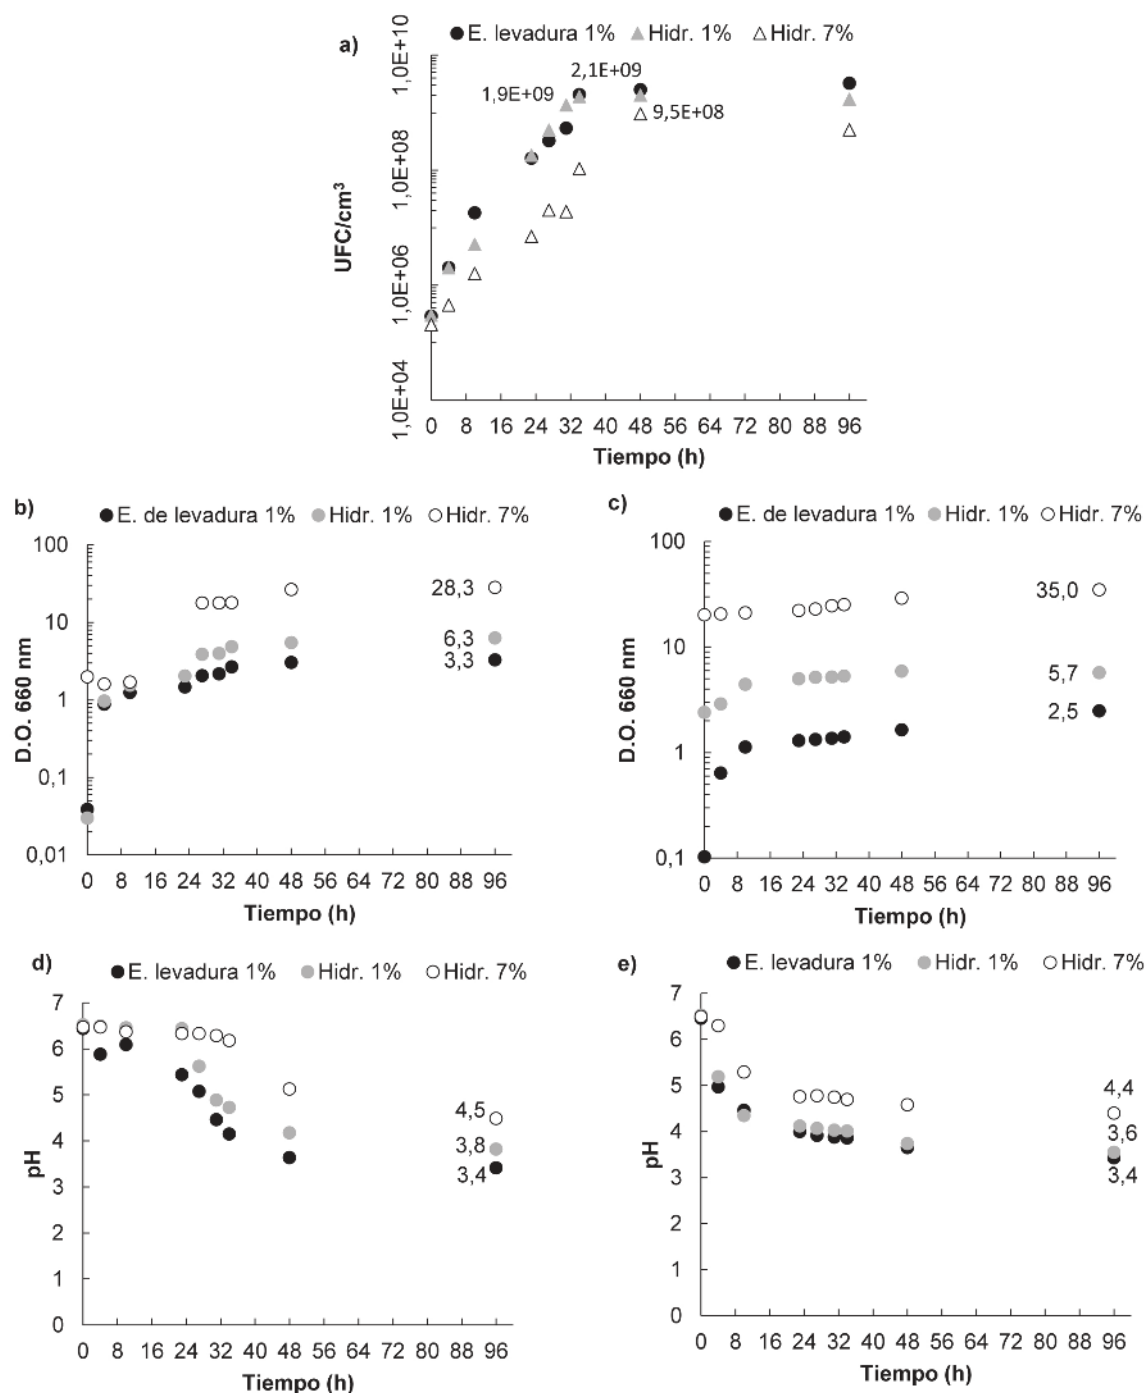 a)
E. levadura 1% Hidr. 1% Hidr. 7%
1,0E+10
1,0E+08
1,0E+06
1,0E+04
UFC/cm³
2,1E+09
1,9E+09
9,5E+08
0 8 16 24 32 40 48 56 64 72 80 88 96
Tiempo (h)
b)
E. de levadura 1% Hidr. 1% Hidr. 7%
100
10
1
0,1
0,01
D.O. 660 nm
28,3
6,3
3,3
0 8 16 24 32 40 48 56 64 72 80 88 96
Tiempo (h)
c)
E. de levadura 1% Hidr. 1% Hidr. 7%
100
10
1
0,1
D.O. 660 nm
35,0
5,7
2,5
0 8 16 24 32 40 48 56 64 72 80 88 96
Tiempo (h)
d)
E. levadura 1% Hidr. 1% Hidr. 7%
7
6
5
4
3
2
1
0
pH
4,5
3,8
3,4
0 8 16 24 32 40 48 56 64 72 80 88 96
Tiempo (h)
e)
E. levadura 1% Hidr. 1% Hidr. 7%
7
6
5
4
3
2
1
0
pH
4,4
3,6
3,4
0 8 16 24 32 40 48 56 64 72 80 88 96
Tiempo (h)